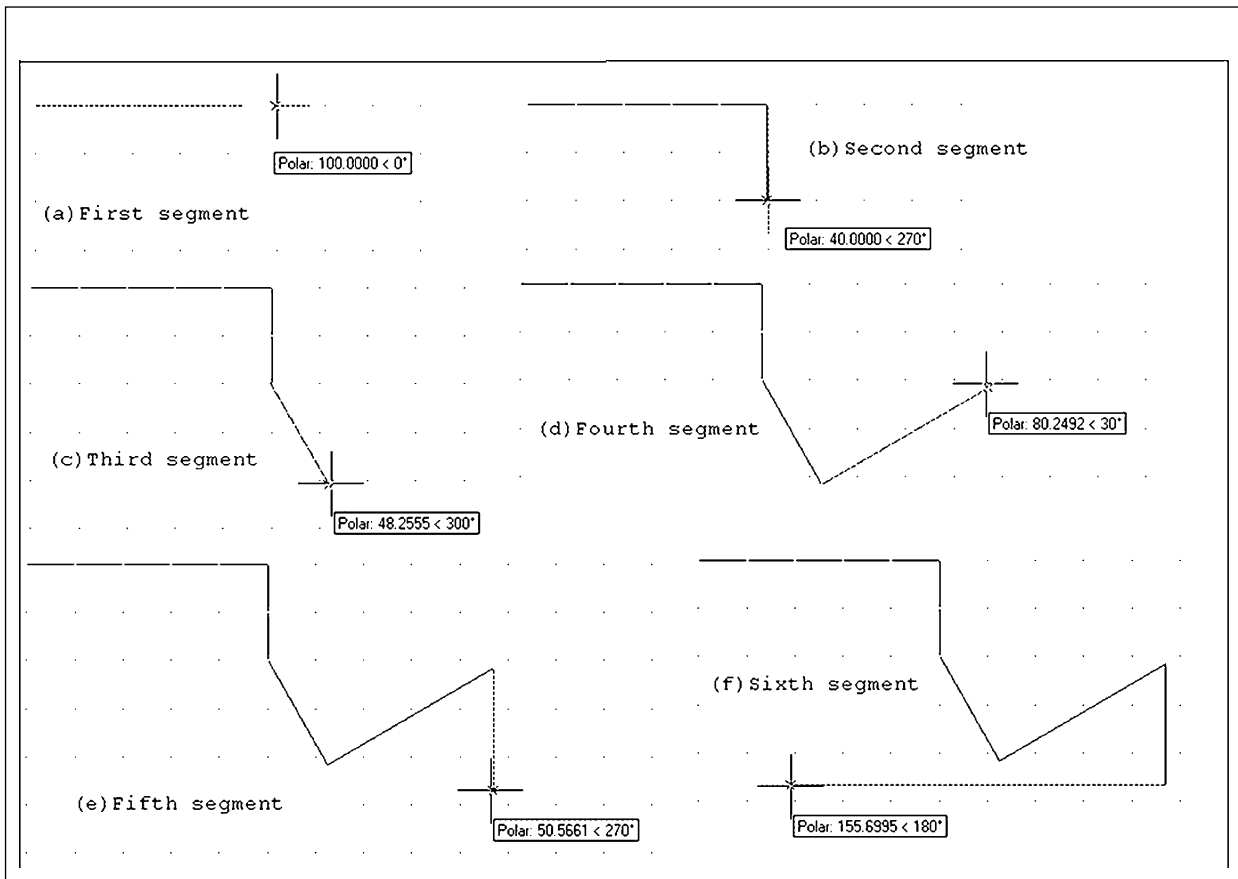 Polar: 100.0000 < 0°
(a)First segment
(b)Second segment
Polar: 40.0000 < 270°
(c)Third segment
Polar: 48.2555 < 300°
(d)Fourth segment
Polar: 80.2492 < 30°
(e)Fifth segment
Polar: 50.5661 < 270°
(f)Sixth segment
Polar: 155.6995 < 180°